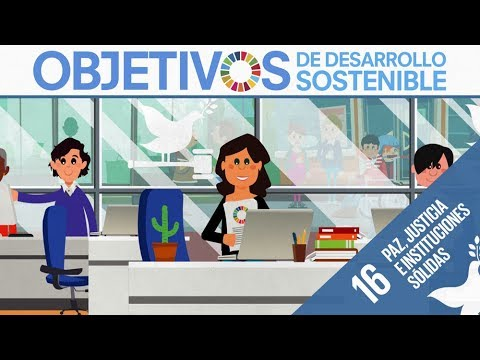 OBJETIVOS
DE DESARROLLO
SOSTENIBLE
16
PAZ, JUSTICIA
E INSTITUCIONES
SÓLIDAS